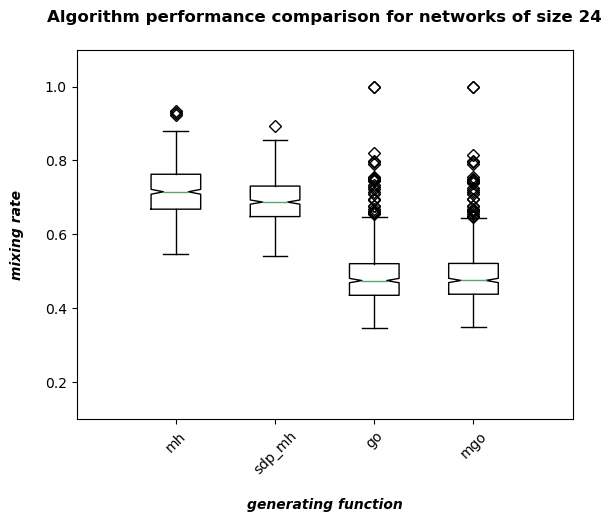 Algorithm performance comparison for networks of size 24
1.0
0.8
0.6
0.4
0.2
mixing rate
mh
sdp_mh
go
mgo
generating function